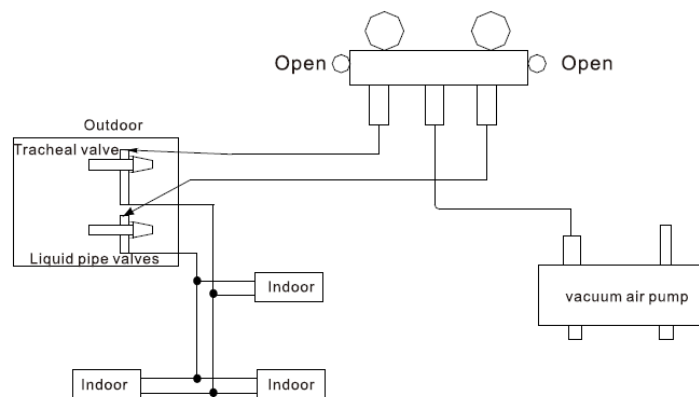 Open
Open
Outdoor
Tracheal valve
Liquid pipe valves
Indoor
vacuum air pump
Indoor
Indoor